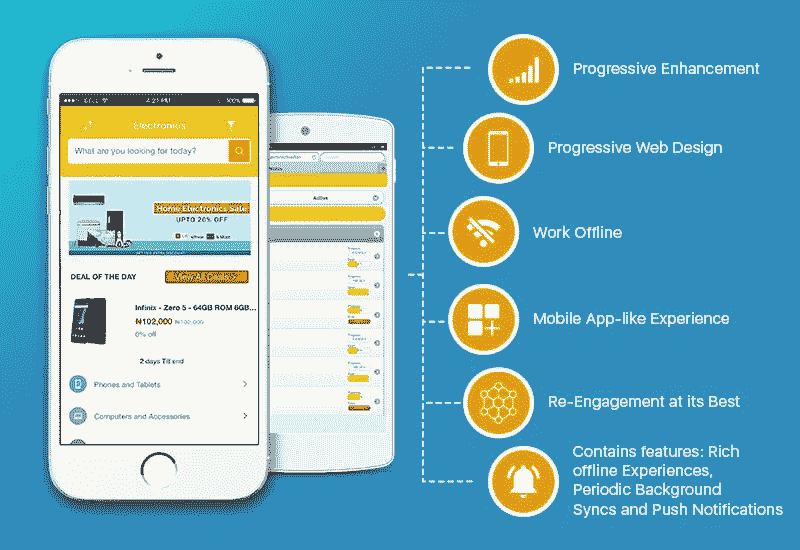 4:21 PM
100%
Electronics
What are you looking for today?
Home Electronics Sale
UPTO 20% OFF
DEAL OF THE DAY
View All Deals >
Infinix - Zero 5 - 64GB ROM 6GB...
₦102,000 ₦102,000
0% off
2 days Till end
Phones and Tablets
Computers and Accessories
Active
Progressive Enhancement
Progressive Web Design
Work Offline
Mobile App-like Experience
Re-Engagement at its Best
Contains features: Rich
offline Experiences,
Periodic Background
Syncs and Push Notifications